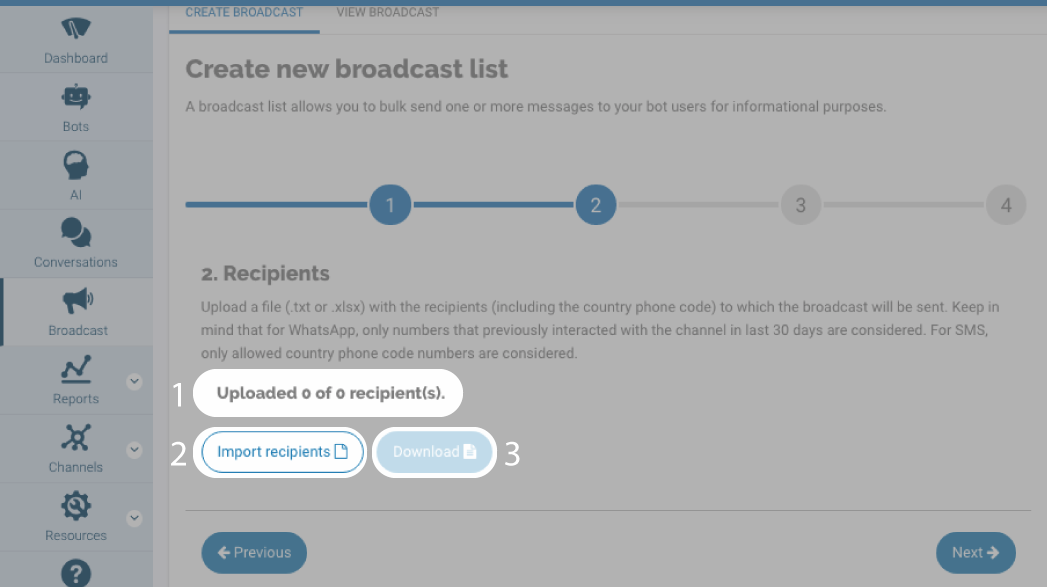 CREATE BROADCAST
VIEW BROADCAST
Dashboard
Bots
AI
Conversations
Broadcast
Reports
Channels
Resources
?
Create new broadcast list
A broadcast list allows you to bulk send one or more messages to your bot users for informational purposes.
1
2
3
4
2. Recipients
Upload a file (.txt or .xlsx) with the recipients (including the country phone code) to which the broadcast will be sent. Keep in
mind that for WhatsApp, only numbers that previously interacted with the channel in last 30 days are considered. For SMS,
only allowed country phone code numbers are considered.
1 Uploaded 0 of 0 recipient(s).
2 Import recipients
Download 3
Previous
Next